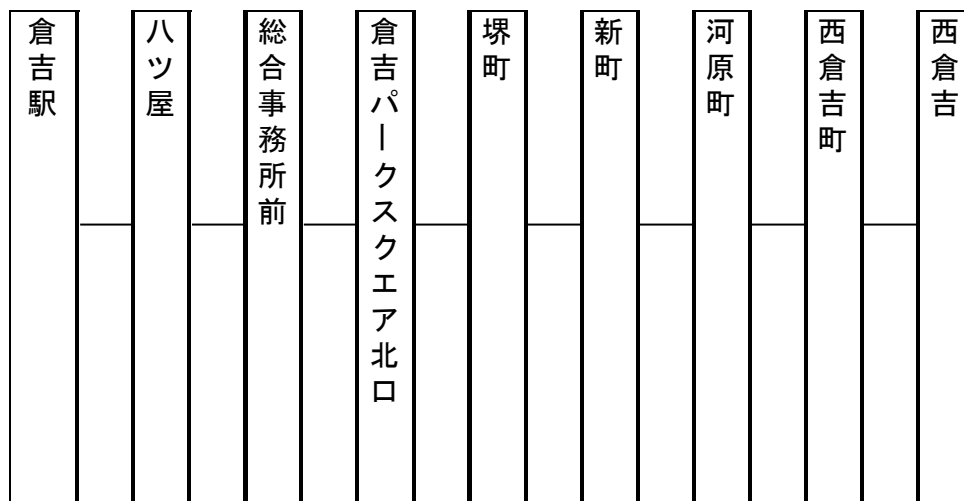 倉吉駅
八ツ屋
総合事務所前
倉吉パークスクエア北口
堺町
新町
河原町
西倉吉町
西倉吉